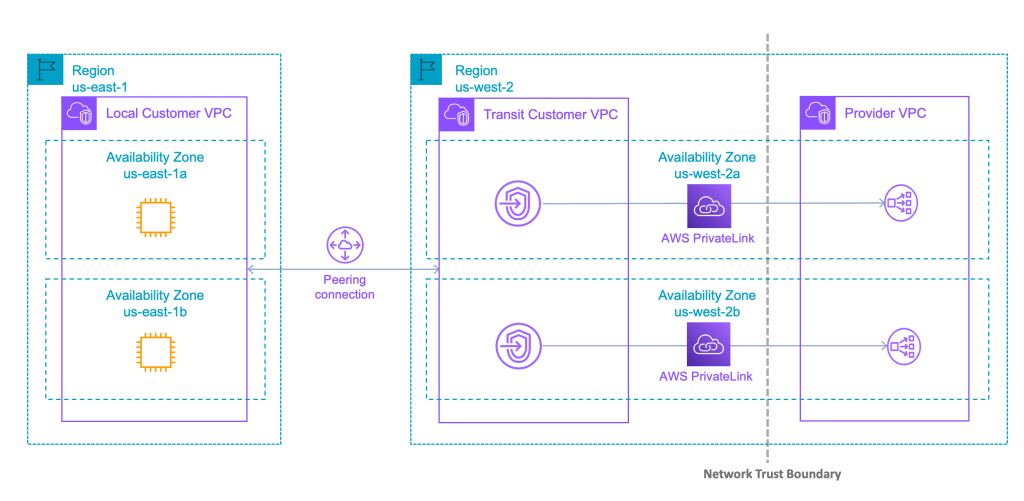 Region
us-east-1
Local Customer VPC
Availability Zone
us-east-1a
Availability Zone
us-east-1b
Peering
connection
Region
us-west-2
Transit Customer VPC
Provider VPC
Availability Zone
us-west-2a
AWS PrivateLink
Availability Zone
us-west-2b
AWS PrivateLink
Network Trust Boundary